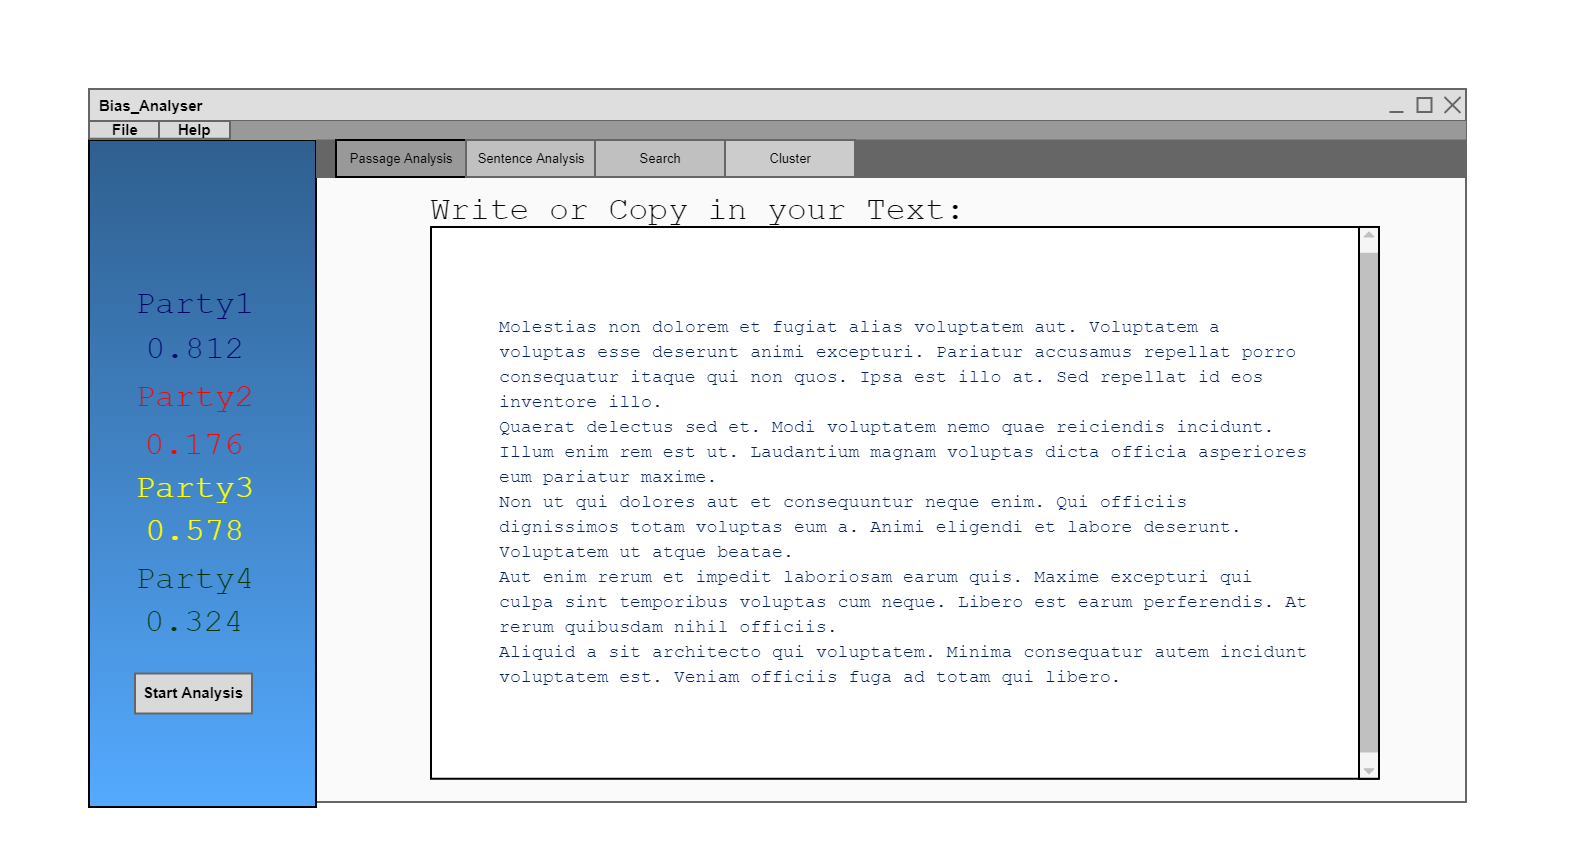 Bias_Analyser
File Help
Passage Analysis Sentence Analysis Search Cluster
Party1
0.812
Party2
0.176
Party3
0.578
Party4
0.324
Start Analysis
Write or Copy in your Text:
Molestias non dolorem et fugiat alias voluptatem aut. Voluptatem a
voluptas esse deserunt animi excepturi. Pariatur accusamus repellat porro
consequatur itaque qui non quos. Ipsa est illo at. Sed repellat id eos
inventore illo.
Quaerat delectus sed et. Modi voluptatem nemo quae reiciendis incidunt.
Illum enim rem est ut. Laudantium magnam voluptas dicta officia asperiores
eum pariatur maxime.
Non ut qui dolores aut et consequuntur neque enim. Qui officiis
dignissimos totam voluptas eum a. Animi eligendi et labore deserunt.
Voluptatem ut atque beatae.
Aut enim rerum et impedit laboriosam earum quis. Maxime excepturi qui
culpa sint temporibus voluptas cum neque. Libero est earum perferendis. At
rerum quibusdam nihil officiis.
Aliquid a sit architecto qui voluptatem. Minima consequatur autem incidunt
voluptatem est. Veniam officiis fuga ad totam qui libero.